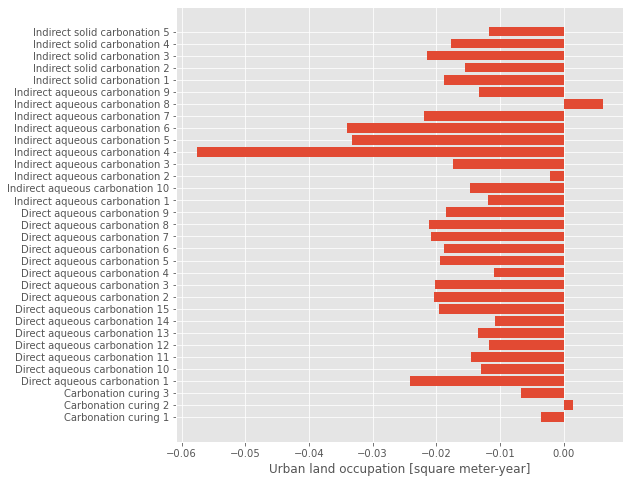 Indirect solid carbonation 5
Indirect solid carbonation 4
Indirect solid carbonation 3
Indirect solid carbonation 2
Indirect solid carbonation 1
Indirect aqueous carbonation 9
Indirect aqueous carbonation 8
Indirect aqueous carbonation 7
Indirect aqueous carbonation 6
Indirect aqueous carbonation 5
Indirect aqueous carbonation 4
Indirect aqueous carbonation 3
Indirect aqueous carbonation 2
Indirect aqueous carbonation 10
Indirect aqueous carbonation 1
Direct aqueous carbonation 9
Direct aqueous carbonation 8
Direct aqueous carbonation 7
Direct aqueous carbonation 6
Direct aqueous carbonation 5
Direct aqueous carbonation 4
Direct aqueous carbonation 3
Direct aqueous carbonation 2
Direct aqueous carbonation 15
Direct aqueous carbonation 14
Direct aqueous carbonation 13
Direct aqueous carbonation 12
Direct aqueous carbonation 11
Direct aqueous carbonation 10
Direct aqueous carbonation 1
Carbonation curing 3
Carbonation curing 2
Carbonation curing 1
−0.06 −0.05 −0.04 −0.03 −0.02 −0.01 0.00
Urban land occupation [square meter-year]